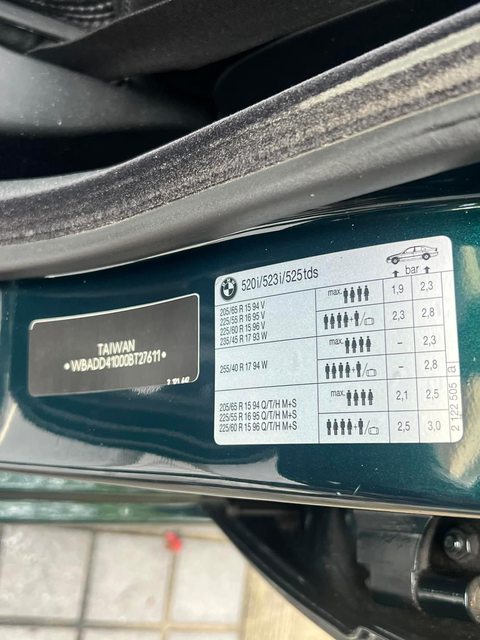 TAIWAN
*WBADD41000BT27611*
BMW
520i/523i/525tds
bar
205/65 R 15 94 V
225/55 R 16 95 V
225/60 R 15 96 V
235/45 R 17 93 W
max. 1,9 2,3
+ / 2,3 2,8
255/40 R 17 94 W
max. – 2,3
+ / – 2,8
205/65 R 15 94 Q/T/H M+S
225/55 R 16 95 Q/T/H M+S
225/60 R 15 96 Q/T/H M+S
max. 2,1 2,5
+ / 2,5 3,0
2 122 505 a